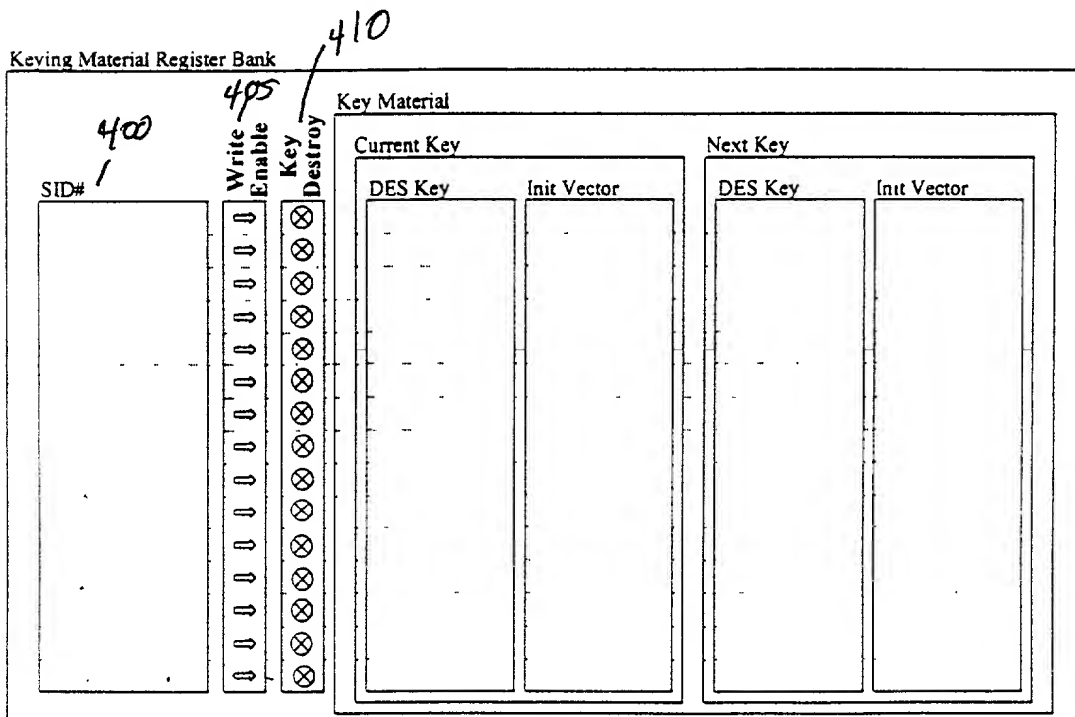 410
Keying Material Register Bank
405
Key Material
400
Write Enable
Key Destroy
Current Key
Next Key
SID#
DES Key
Init Vector
DES Key
Init Vector